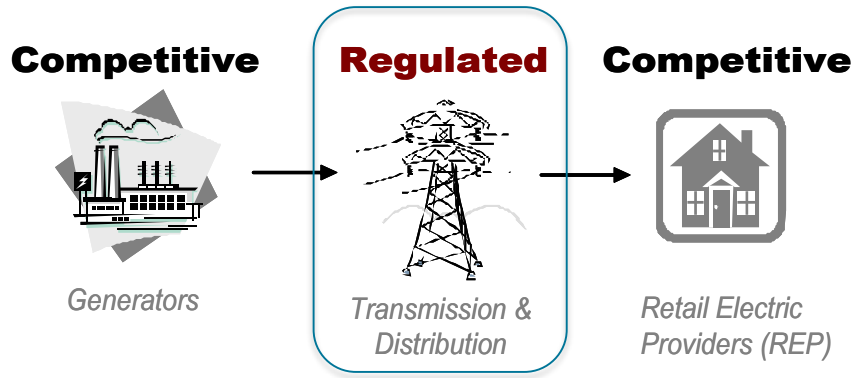 Competitive
Regulated
Competitive
Generators
Transmission &
Distribution
Retail Electric
Providers (REP)